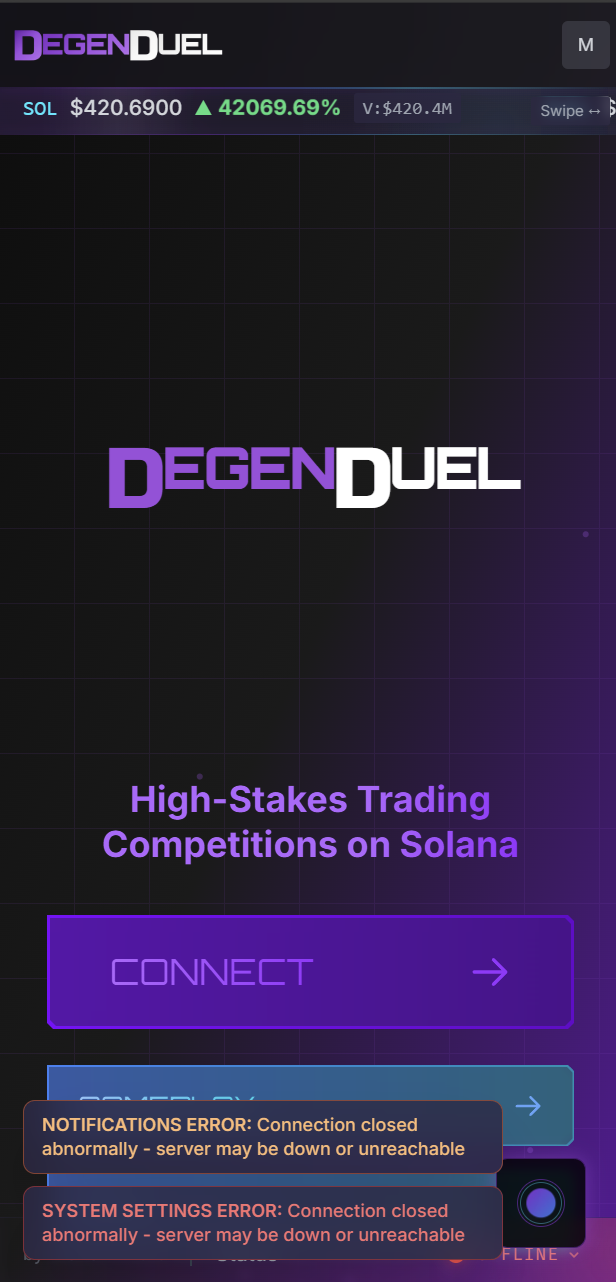 DEGENDUEL
M
SOL $420.6900 ▲ 42069.69% V:$420.4M Swipe ↔ $
DEGENDUEL
High-Stakes Trading
Competitions on Solana
CONNECT →
→
NOTIFICATIONS ERROR: Connection closed
abnormally - server may be down or unreachable
SYSTEM SETTINGS ERROR: Connection closed
abnormally - server may be down or unreachable
FLINE